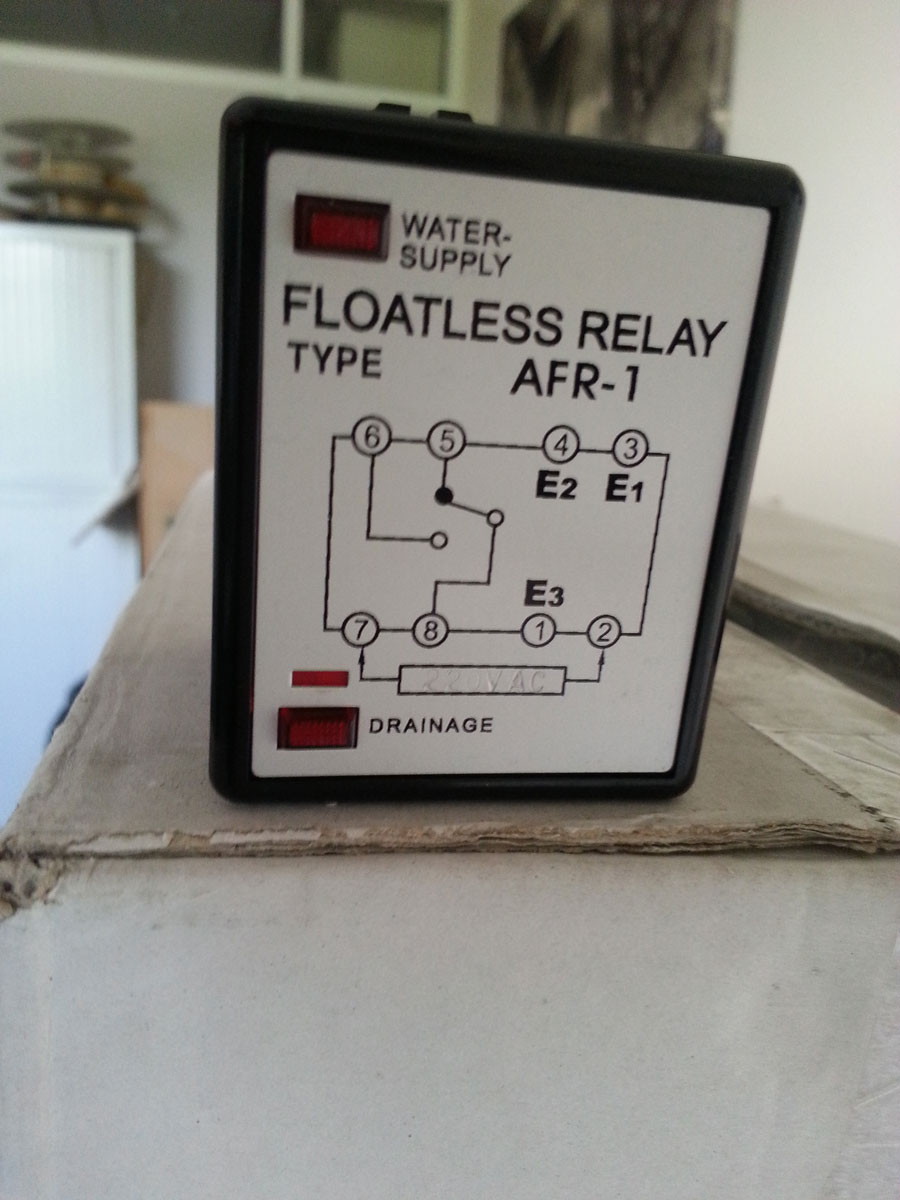 WATER-
SUPPLY
FLOATLESS RELAY
TYPE AFR-1
6 5 4 3
E2 E1
E3
7 8 1 2
220VAC
DRAINAGE